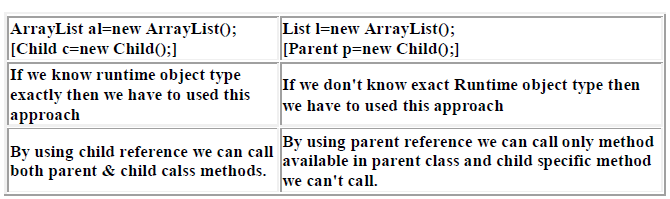 ArrayList al=new ArrayList();
[Child c=new Child();]
List l=new ArrayList();
[Parent p=new Child();]
If we know runtime object type
exactly then we have to used this
approach
If we don't know exact Runtime object type then
we have to used this approach
By using child reference we can call
both parent & child calss methods.
By using parent reference we can call only method
available in parent class and child specific method
we can't call.